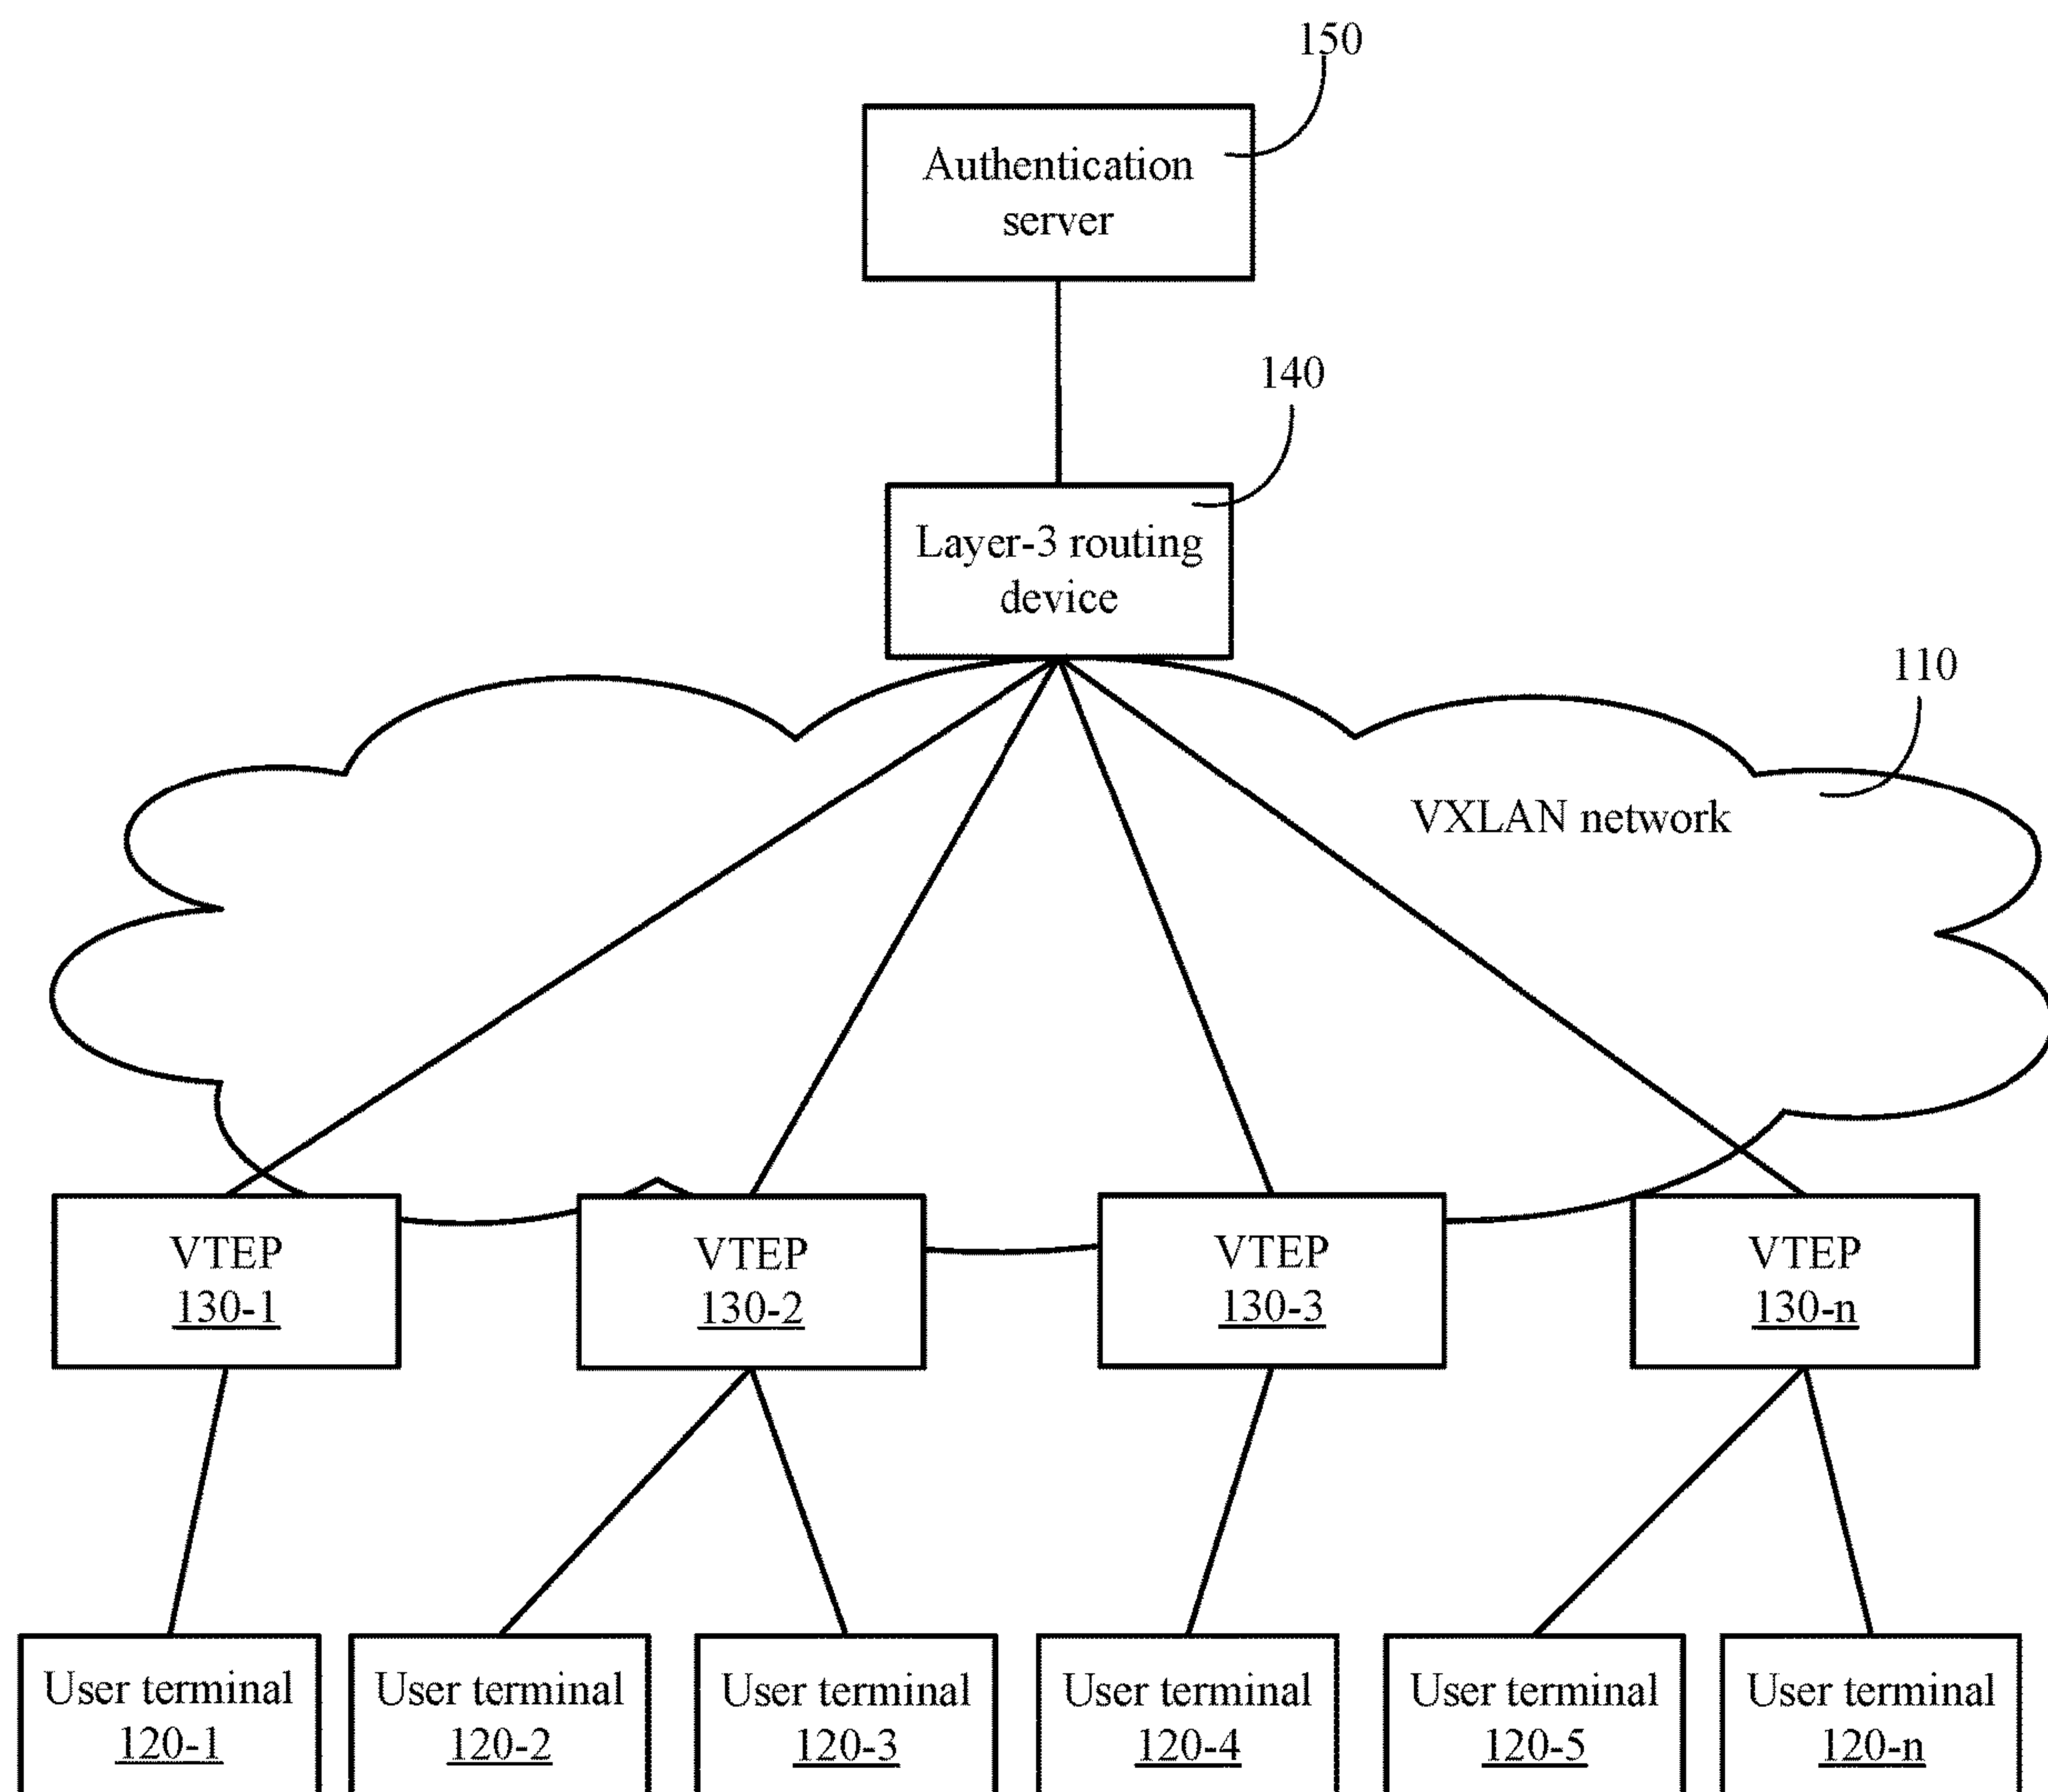 150
Authentication
server
140
Layer-3 routing
device
110
VXLAN network
VTEP
130-1
VTEP
130-2
VTEP
130-3
VTEP
130-n
User terminal
120-1
User terminal
120-2
User terminal
120-3
User terminal
120-4
User terminal
120-5
User terminal
120-n